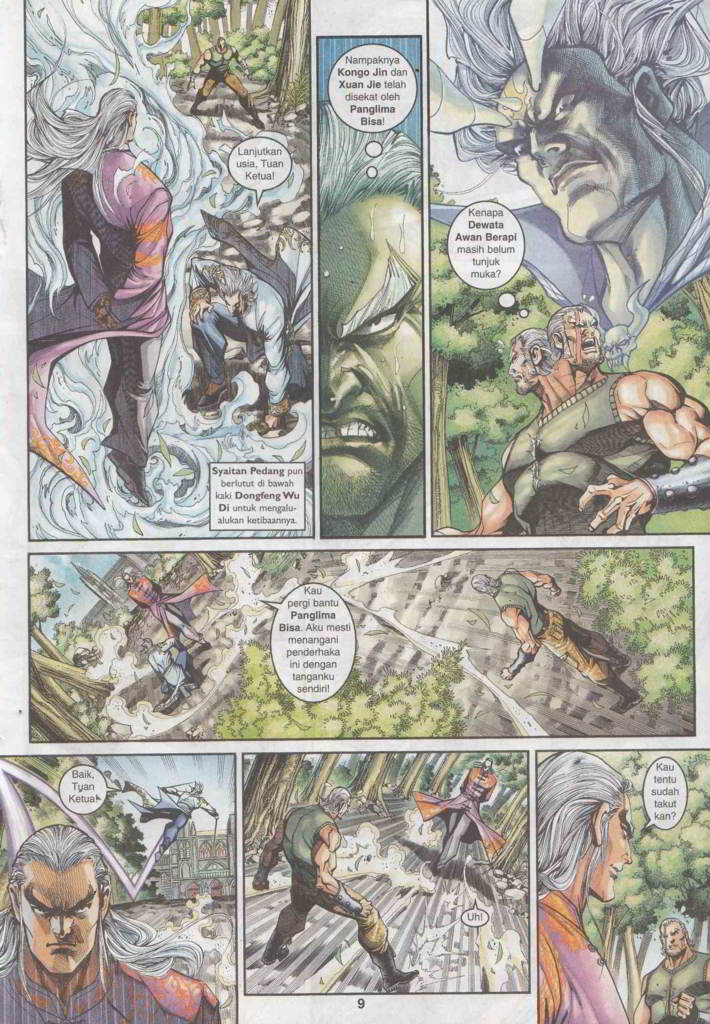 Lanjutkan
usia, Tuan
Ketua!
Syaitan Pedang pun
berlutut di bawah
kaki Dongfeng Wu
Di untuk mengalu-
alukan ketibaannya.
Nampaknya
Kongo Jin dan
Xuan Jie telah
disekat oleh
Panglima
Bisa!
Kenapa
Dewata
Awan Berapi
masih belum
tunjuk
muka?
Kau
pergi bantu
Panglima
Bisa. Aku mesti
menangani
penderhaka
ini dengan
tanganku
sendiri!
Baik,
Tuan
Ketua!
Uh!
Kau
tentu
sudah
takut
kan?
9